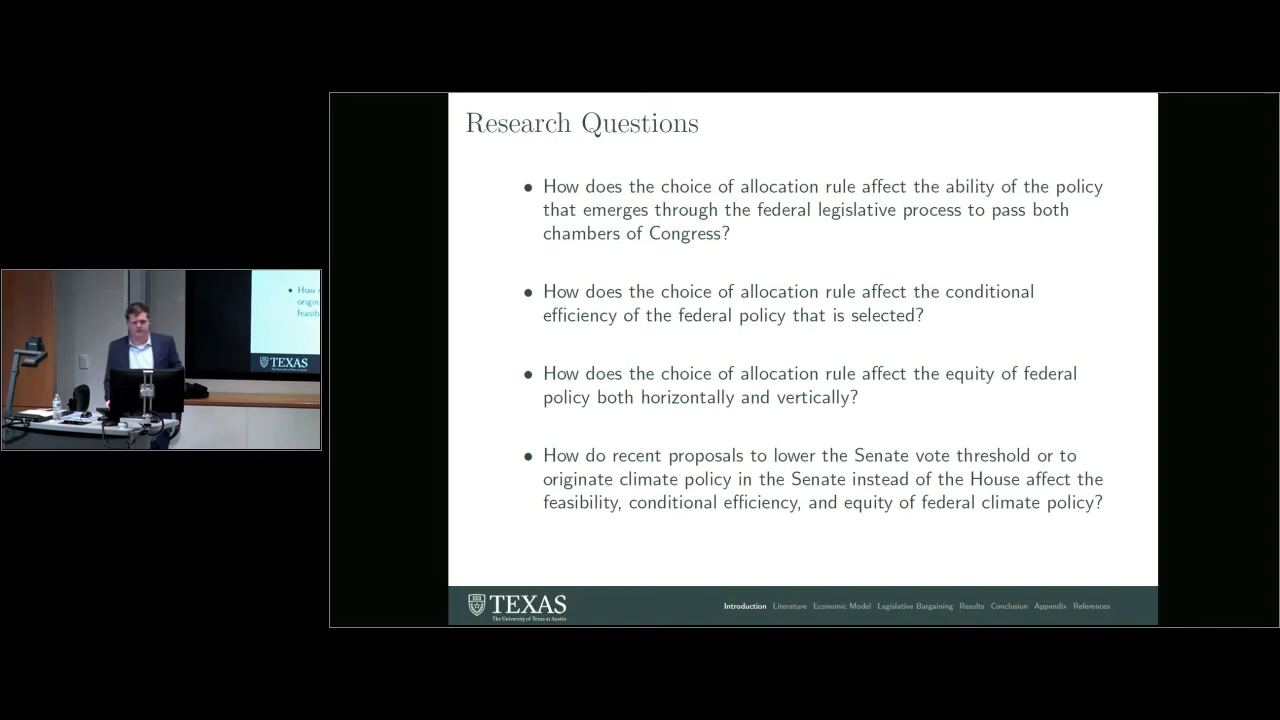 Research Questions
• How does the choice of allocation rule affect the ability of the policy
that emerges through the federal legislative process to pass both
chambers of Congress?
• How does the choice of allocation rule affect the conditional
efficiency of the federal policy that is selected?
• How does the choice of allocation rule affect the equity of federal
policy both horizontally and vertically?
• How do recent proposals to lower the Senate vote threshold or to
originate climate policy in the Senate instead of the House affect the
feasibility, conditional efficiency, and equity of federal climate policy?
TEXAS
The University of Texas at Austin
Introduction Literature Economic Model Legislative Bargaining Results Conclusion Appendix References
• How
origin
feasib
TEXAS